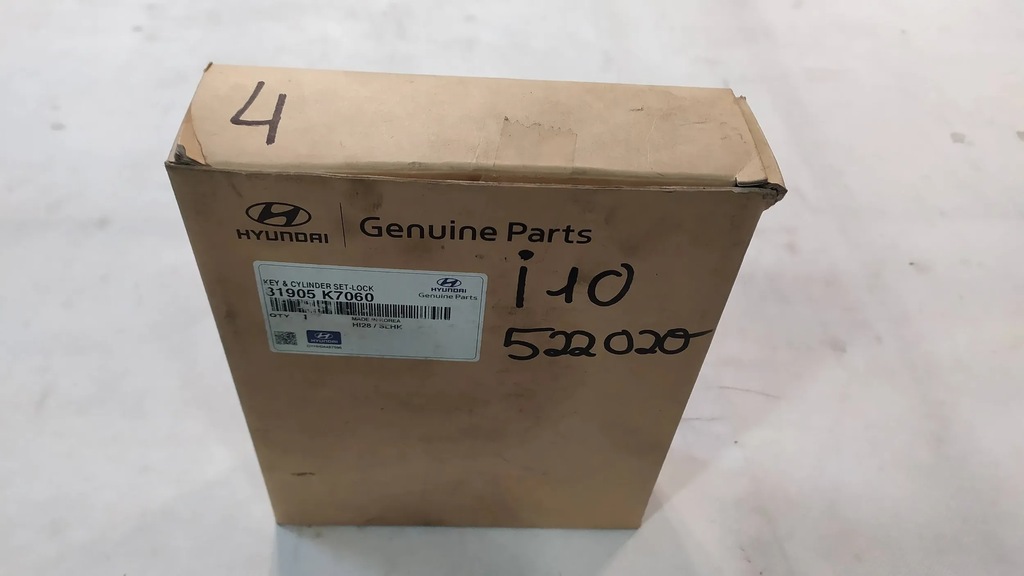 4
HYUNDAI
Genuine Parts
KEY & CYLINDER SET-LOCK
31905 K7060
HYUNDAI
Genuine Parts
QTY 1
MADE IN KOREA
HI28 /
HYUNDAI
i10
522020